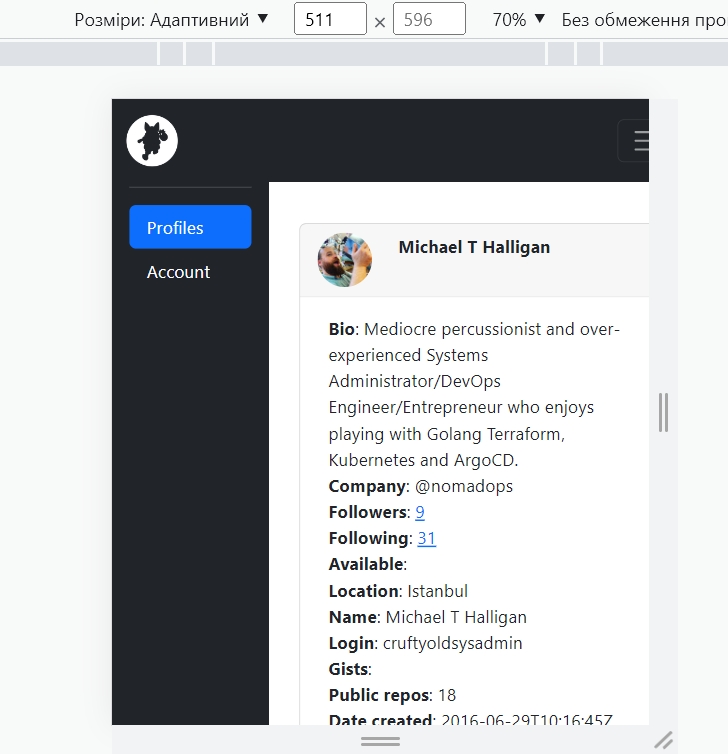 Розміри: Адаптивний ▼ 511 × 596 70% ▼ Без обмеження про
Profiles
Account
Michael T Halligan
Bio: Mediocre percussionist and over-
experienced Systems
Administrator/DevOps
Engineer/Entrepreneur who enjoys
playing with Golang Terraform,
Kubernetes and ArgoCD.
Company: @nomadops
Followers: 9
Following: 31
Available:
Location: Istanbul
Name: Michael T Halligan
Login: cruftyoldsysadmin
Gists:
Public repos: 18
Date created: 2016-06-29T10:16:45Z